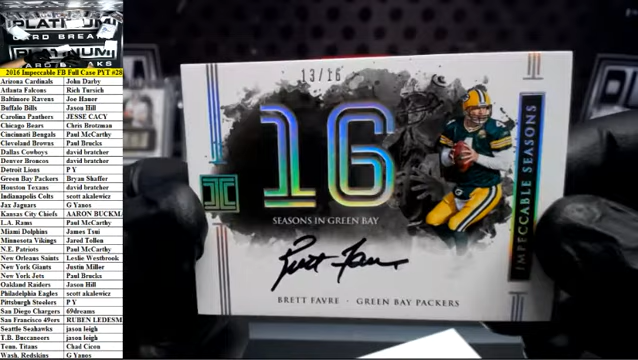 PLATINUM
CARD BREAKS
PLATINUM
2016 Impeccable FB Full Case PYT #28
Arizona Cardinals John Darby
Atlanta Falcons Rich Tursich
Baltimore Ravens Joe Hauer
Buffalo Bills Jason Hill
Carolina Panthers JESSE CACY
Chicago Bears Chris Brotzman
Cincinnati Bengals Paul McCarthy
Cleveland Browns Paul Brucks
Dallas Cowboys david bratcher
Denver Broncos david bratcher
Detroit Lions P Y
Green Bay Packers Bryan Shaffer
Houston Texans david bratcher
Indianapolis Colts scott akalewicz
Jax Jaguars G Yanos
Kansas City Chiefs AARON BUCKMA
L.A. Rams Paul McCarthy
Miami Dolphins James Tsui
Minnesota Vikings Jared Tollen
N.E. Patriots Paul McCarthy
New Orleans Saints Leslie Westbrook
New York Giants Justin Miller
New York Jets Paul Brucks
Oakland Raiders Jason Hill
Philadelphia Eagles scott akalewicz
Pittsburgh Steelers P Y
San Diego Chargers 69dreams
San Francisco 49ers RUBEN LEDESM
Seattle Seahawks jason leigh
T.B. Buccaneers jason leigh
Tenn. Titans Chad Cicon
Wash. Redskins G Yanos
13/16
16
SEASONS IN GREEN BAY
Brett Favre
BRETT FAVRE · GREEN BAY PACKERS
IMPECCABLE SEASONS